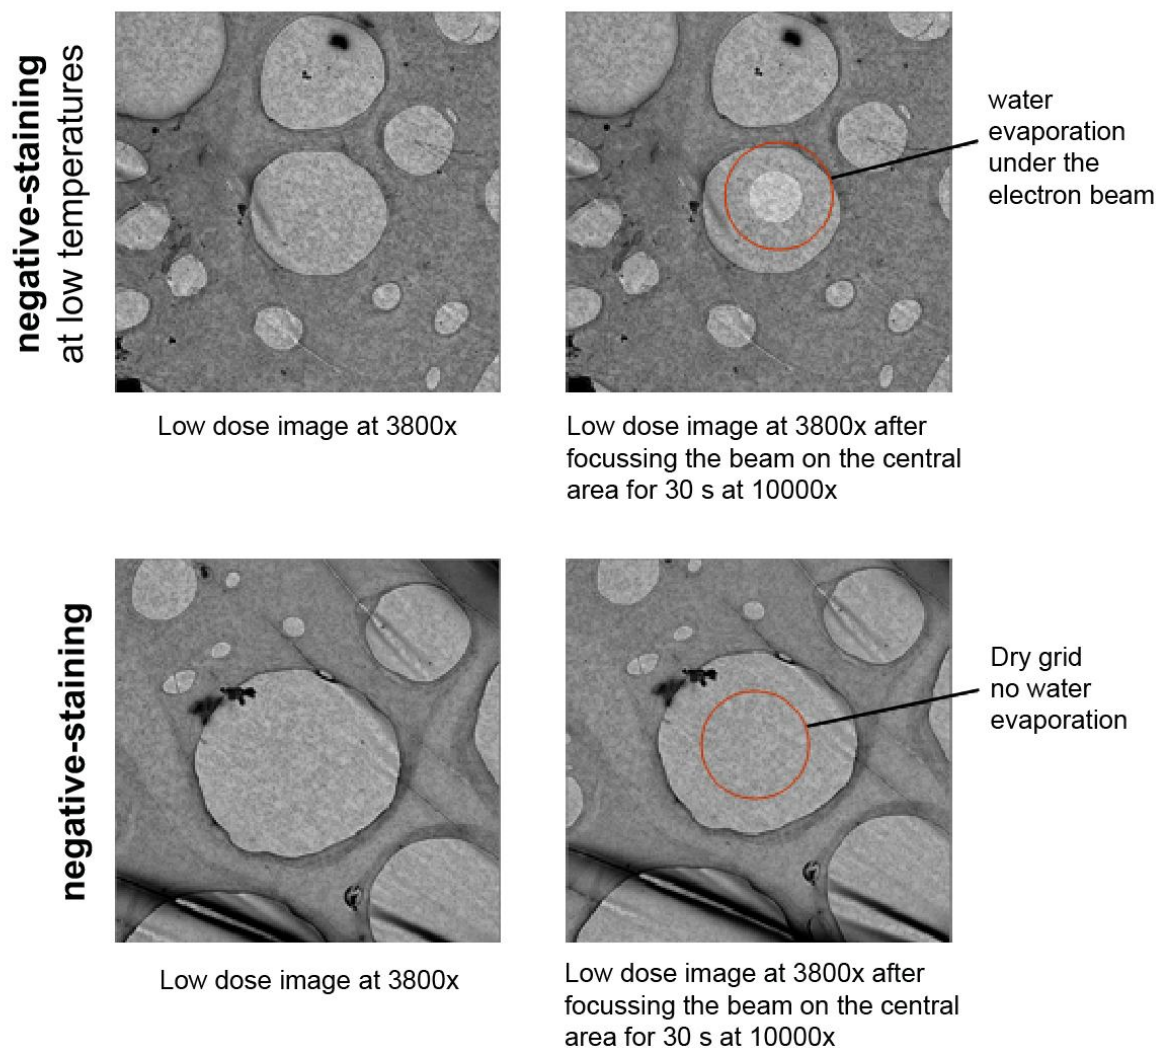 negative-staining
at low temperatures
water
evaporation
under the
electron beam
Low dose image at 3800x
Low dose image at 3800x after
focussing the beam on the central
area for 30 s at 10000x
negative-staining
Dry grid
no water
evaporation
Low dose image at 3800x
Low dose image at 3800x after
focussing the beam on the central
area for 30 s at 10000x